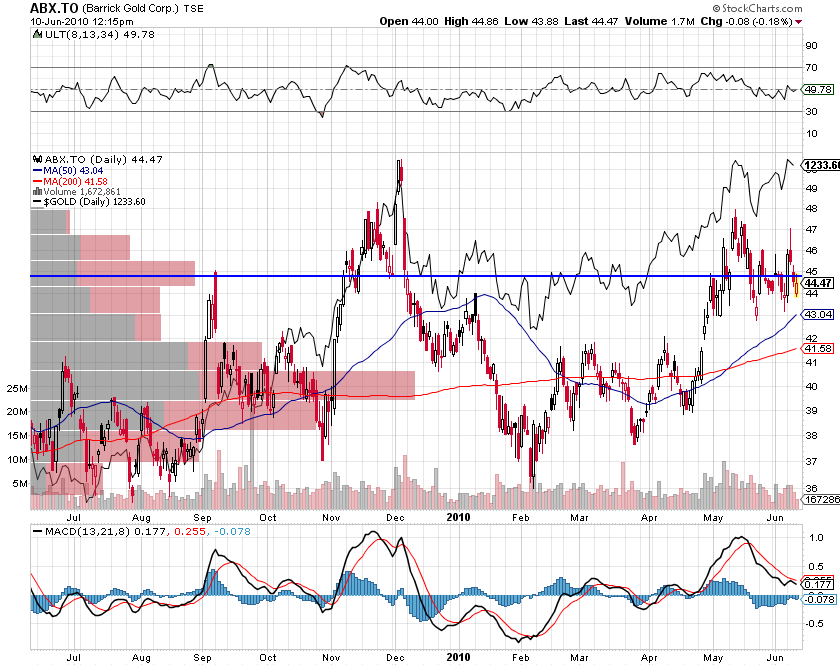 ABX.TO (Barrick Gold Corp.) TSE © StockCharts.com
10-Jun-2010 12:15pm Open 44.00 High 44.86 Low 43.88 Last 44.47 Volume 1.7M Chg -0.08 (-0.18%)
ULT(8,13,34) 49.78
90
70
49.78
30
10
ABX.TO (Daily) 44.47
MA(50) 43.04
MA(200) 41.58
Volume 1,672,861
$GOLD (Daily) 1233.60
1233.60
50
49
48
47
46
45
44.47
44
43.04
42
41.58
41
40
39
38
37
36
25M
20M
15M
10M
5M
Jul Aug Sep Oct Nov Dec 2010 Feb Mar Apr May Jun
MACD(13,21,8) 0.177, 0.255, -0.078
1.0
0.5
0.177
-0.078
-0.5
Jul Aug Sep Oct Nov Dec 2010 Feb Mar Apr May Jun